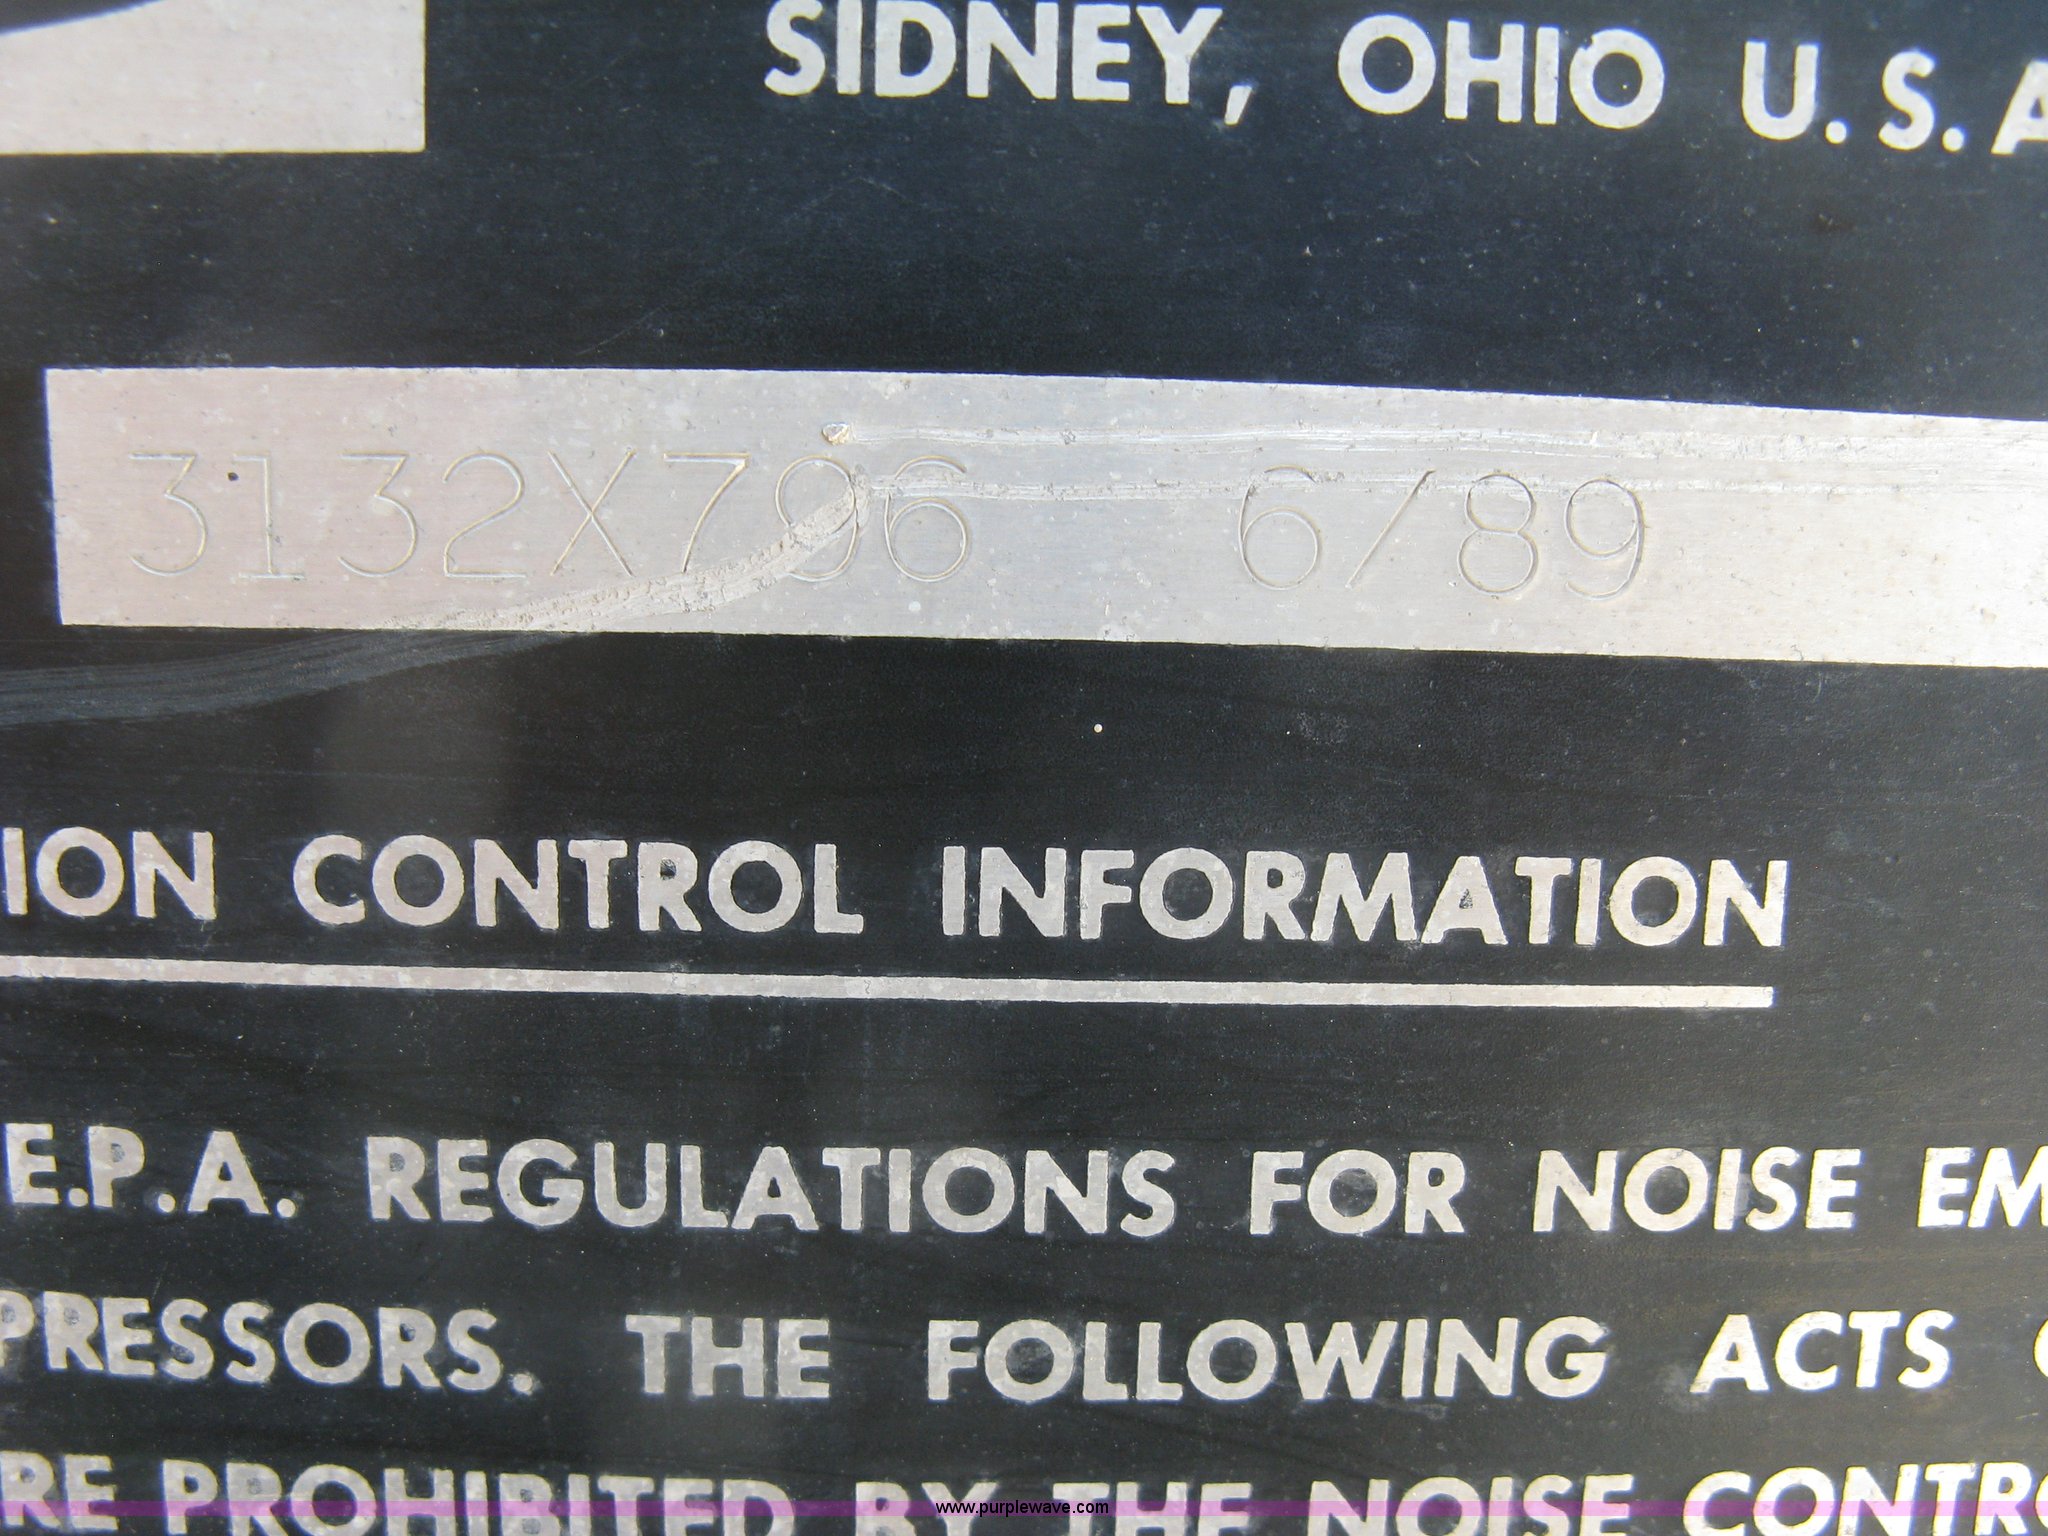 SIDNEY, OHIO U.S.A
3132X796 6/89
ION CONTROL INFORMATION
E.P.A. REGULATIONS FOR NOISE EM
PRESSORS. THE FOLLOWING ACTS
RE PROHIBITED BY THE NOISE CONTRO
www.purplewave.com